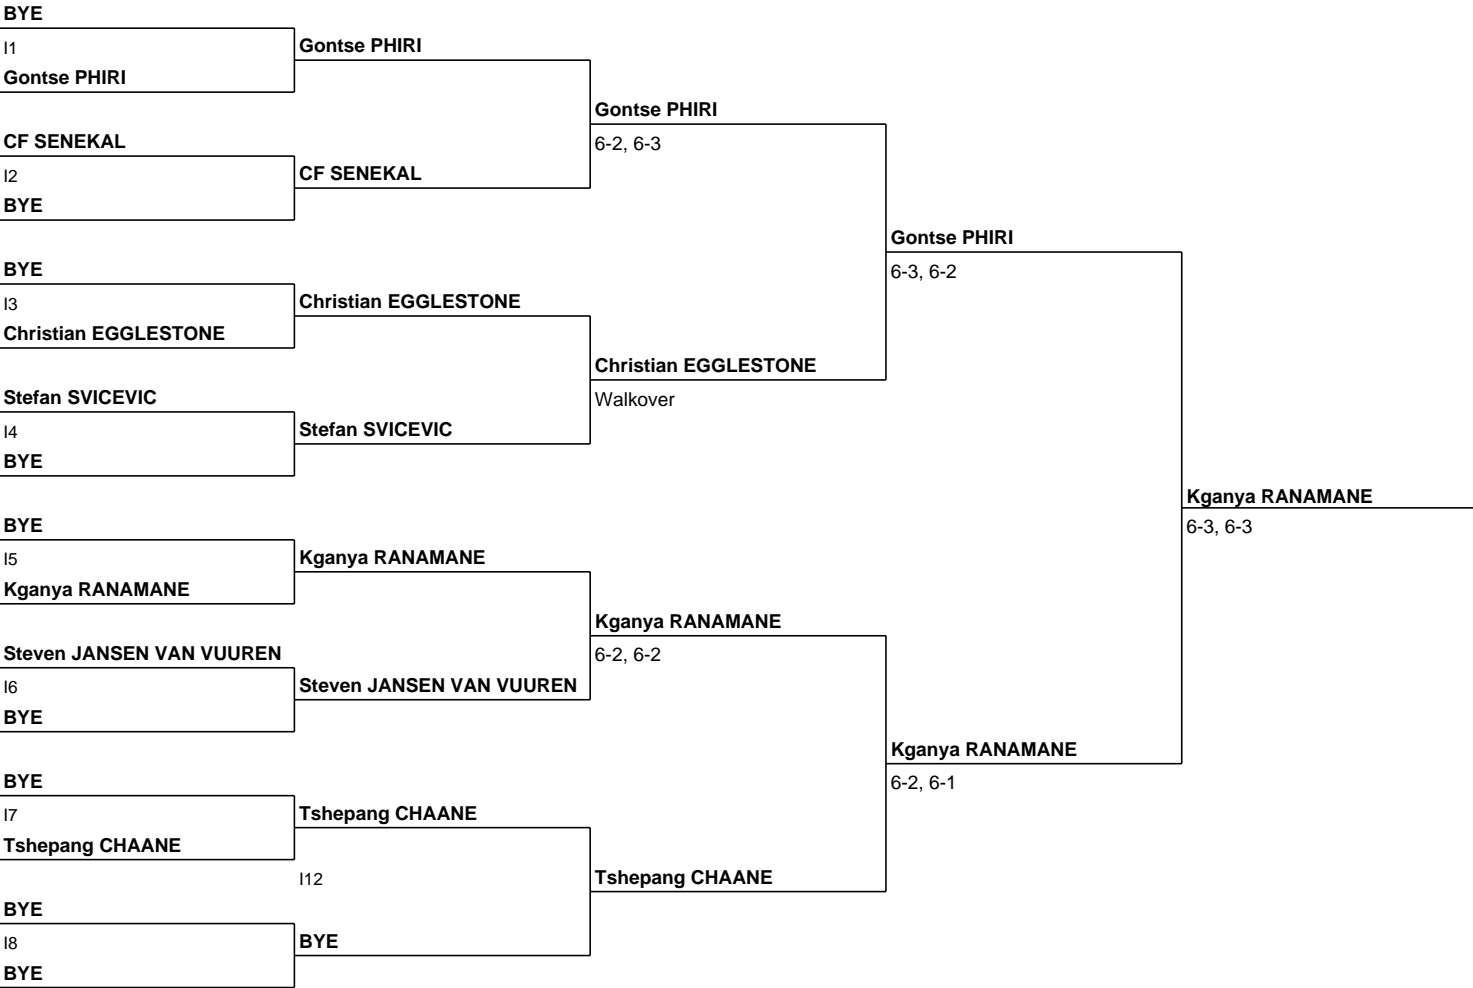 BYE
I1
Gontse PHIRI
CF SENEKAL
I2
BYE
BYE
I3
Christian EGGLESTONE
Stefan SVICEVIC
I4
BYE
BYE
I5
Kganya RANAMANE
Steven JANSEN VAN VUUREN
I6
BYE
BYE
I7
Tshepang CHAANE
BYE
I8
BYE
Gontse PHIRI
CF SENEKAL
Christian EGGLESTONE
Stefan SVICEVIC
Kganya RANAMANE
Steven JANSEN VAN VUUREN
Tshepang CHAANE
I12
BYE
Gontse PHIRI
6-2, 6-3
Christian EGGLESTONE
Walkover
Kganya RANAMANE
6-2, 6-2
Tshepang CHAANE
Gontse PHIRI
6-3, 6-2
Kganya RANAMANE
6-2, 6-1
Kganya RANAMANE
6-3, 6-3